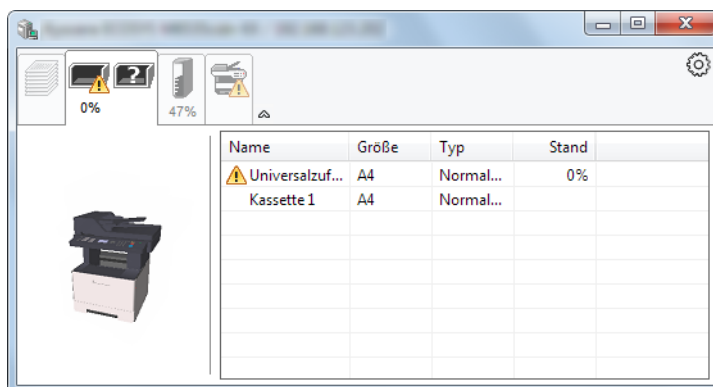 ?
0%
47%
Name Größe Typ Stand
Universalzuf... A4 Normal... 0%
Kassette 1 A4 Normal...